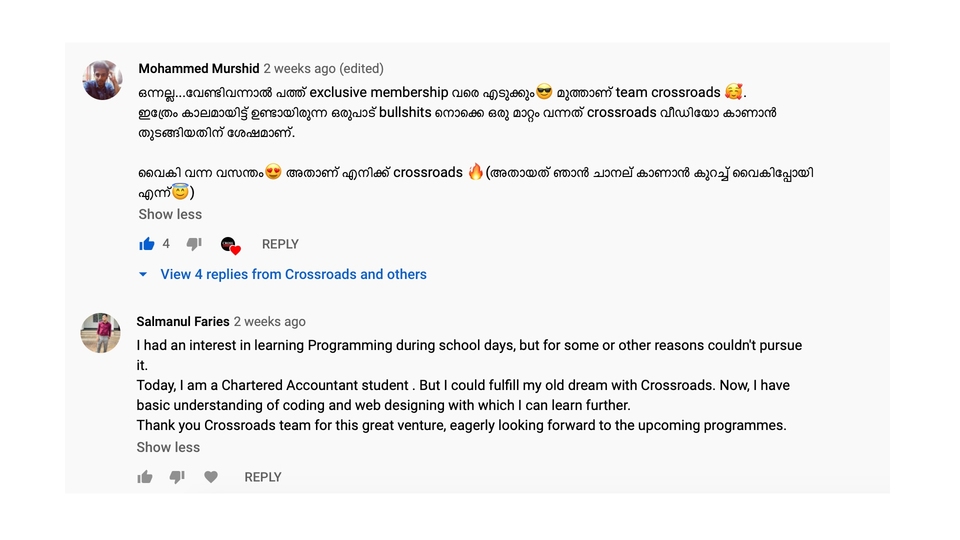 Mohammed Murshid 2 weeks ago (edited)
ഒന്നല്ല...വേണ്ടിവന്നാൽ പത്ത് exclusive membership വരെ എടുക്കും😎 മുത്താണ് team crossroads 🥰.
ഇത്രേം കാലമായിട്ട് ഉണ്ടായിരുന്ന ഒരുപാട് bullshits നൊക്കെ ഒരു മാറ്റം വന്നത് crossroads വീഡിയോ കാണാൻ
തുടങ്ങിയതിന് ശേഷമാണ്.
വൈകി വന്ന വസന്തം😍 അതാണ് എനിക്ക് crossroads 🔥(അതായത് ഞാൻ ചാനല് കാണാൻ കുറച്ച് വൈകിപ്പോയി
എന്ന്😇)
Show less
4 REPLY
View 4 replies from Crossroads and others
Salmanul Faries 2 weeks ago
I had an interest in learning Programming during school days, but for some or other reasons couldn't pursue
it.
Today, I am a Chartered Accountant student . But I could fulfill my old dream with Crossroads. Now, I have
basic understanding of coding and web designing with which I can learn further.
Thank you Crossroads team for this great venture, eagerly looking forward to the upcoming programmes.
Show less
REPLY